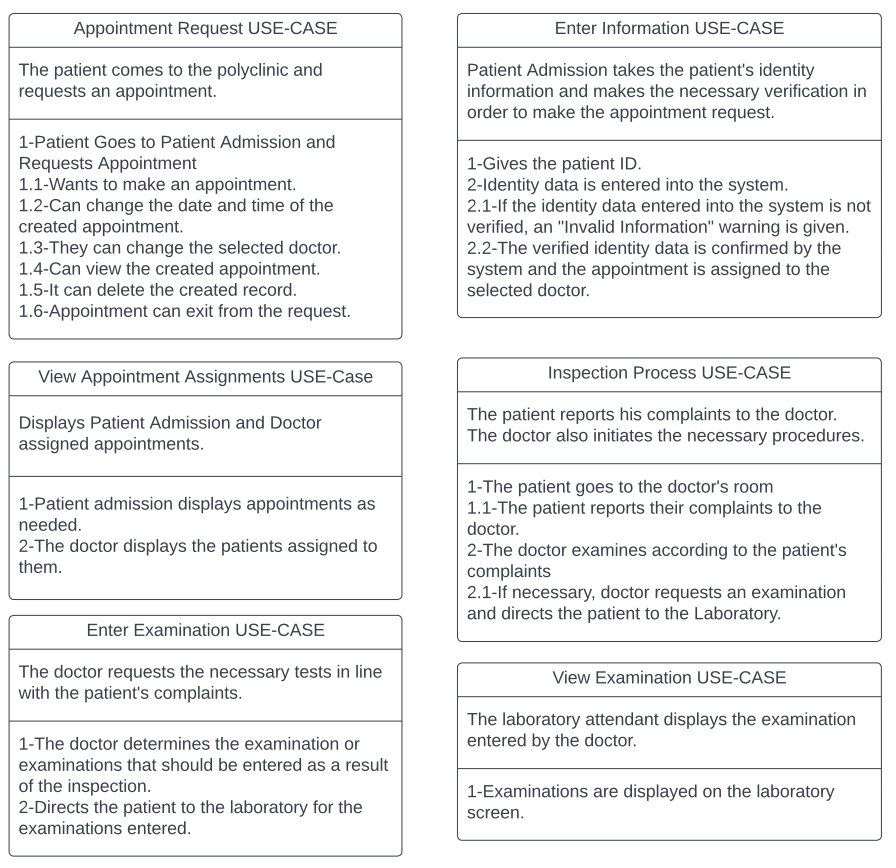 Appointment Request USE-CASE
The patient comes to the polyclinic and
requests an appointment.
1-Patient Goes to Patient Admission and
Requests Appointment
1.1-Wants to make an appointment.
1.2-Can change the date and time of the
created appointment.
1.3-They can change the selected doctor.
1.4-Can view the created appointment.
1.5-It can delete the created record.
1.6-Appointment can exit from the request.
Enter Information USE-CASE
Patient Admission takes the patient's identity
information and makes the necessary verification in
order to make the appointment request.
1-Gives the patient ID.
2-Identity data is entered into the system.
2.1-If the identity data entered into the system is not
verified, an "Invalid Information" warning is given.
2.2-The verified identity data is confirmed by the
system and the appointment is assigned to the
selected doctor.
View Appointment Assignments USE-Case
Displays Patient Admission and Doctor
assigned appointments.
1-Patient admission displays appointments as
needed.
2-The doctor displays the patients assigned to
them.
Inspection Process USE-CASE
The patient reports his complaints to the doctor.
The doctor also initiates the necessary procedures.
1-The patient goes to the doctor's room
1.1-The patient reports their complaints to the
doctor.
2-The doctor examines according to the patient's
complaints
2.1-If necessary, doctor requests an examination
and directs the patient to the Laboratory.
Enter Examination USE-CASE
The doctor requests the necessary tests in line
with the patient's complaints.
1-The doctor determines the examination or
examinations that should be entered as a result
of the inspection.
2-Directs the patient to the laboratory for the
examinations entered.
View Examination USE-CASE
The laboratory attendant displays the examination
entered by the doctor.
1-Examinations are displayed on the laboratory
screen.